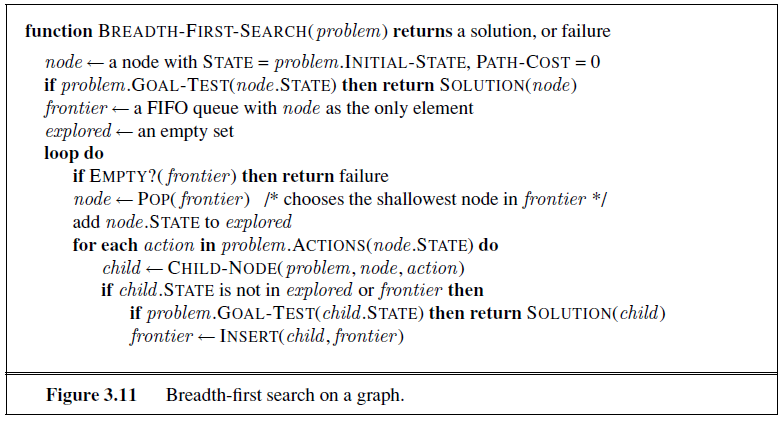 function BREADTH-FIRST-SEARCH(problem) returns a solution, or failure
node ← a node with STATE = problem.INITIAL-STATE, PATH-COST = 0
if problem.GOAL-TEST(node.STATE) then return SOLUTION(node)
frontier ← a FIFO queue with node as the only element
explored ← an empty set
loop do
if EMPTY?(frontier) then return failure
node ← POP(frontier) /* chooses the shallowest node in frontier */
add node.STATE to explored
for each action in problem.ACTIONS(node.STATE) do
child ← CHILD-NODE(problem, node, action)
if child.STATE is not in explored or frontier then
if problem.GOAL-TEST(child.STATE) then return SOLUTION(child)
frontier ← INSERT(child, frontier)
Figure 3.11 Breadth-first search on a graph.